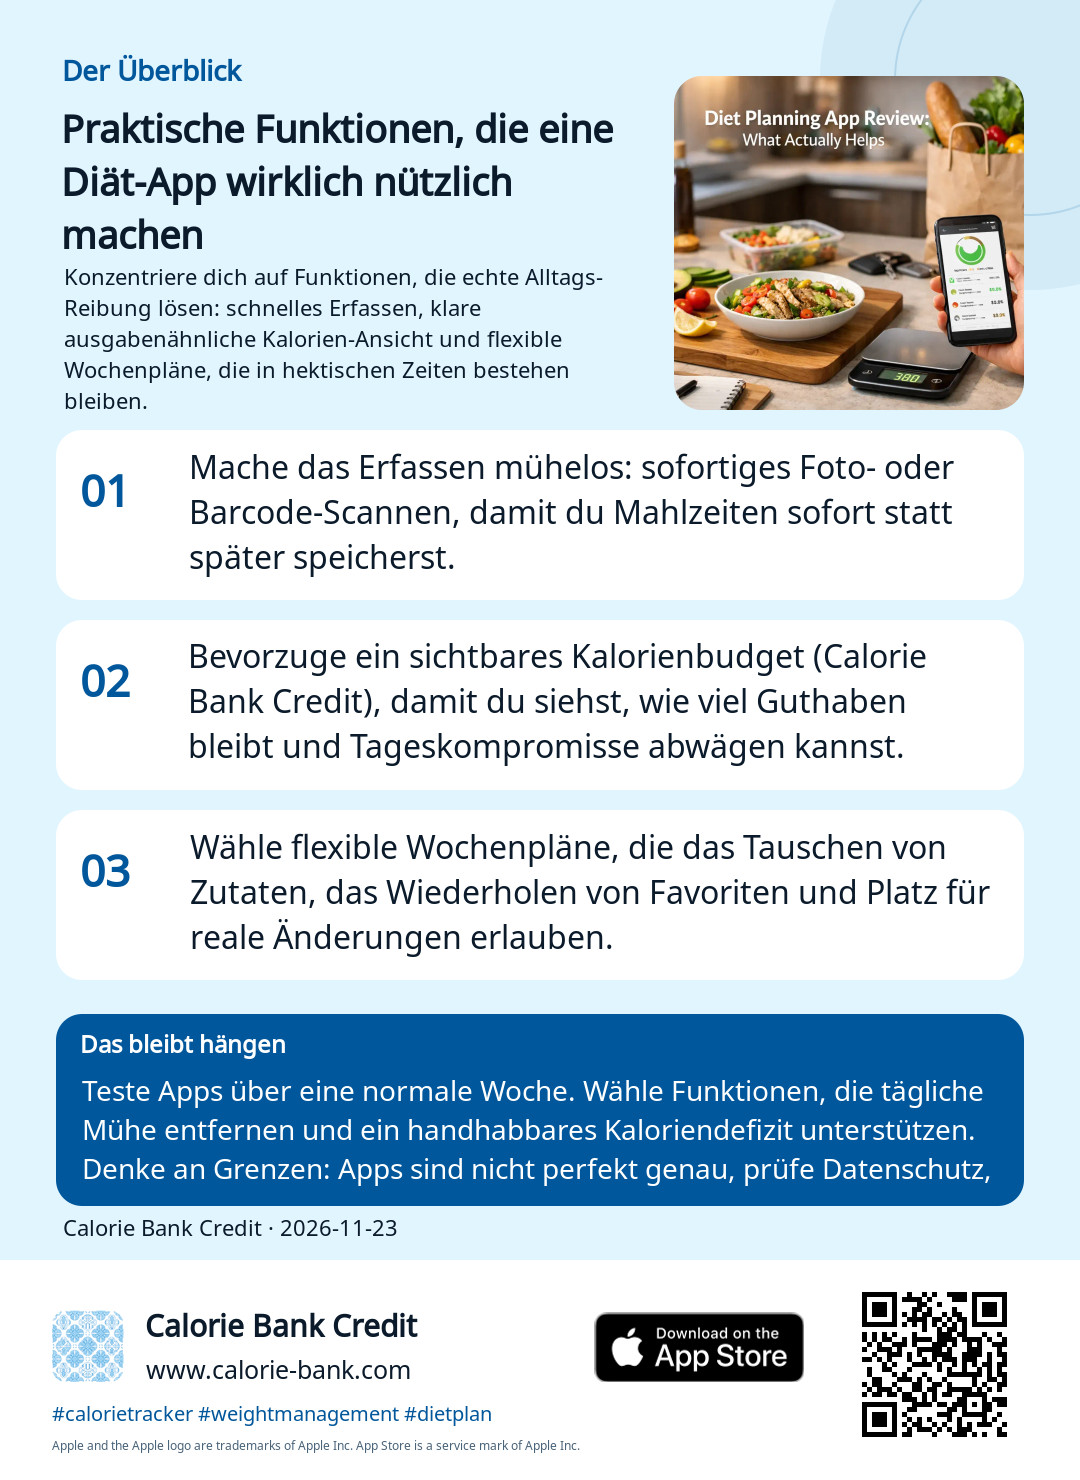 Der Überblick
Praktische Funktionen, die eine
Diät-App wirklich nützlich
machen
Konzentriere dich auf Funktionen, die echte Alltags-
Reibung lösen: schnelles Erfassen, klare
ausgabenähnliche Kalorien-Ansicht und flexible
Wochenpläne, die in hektischen Zeiten bestehen
bleiben.
Diet Planning App Review:
What Actually Helps
380
01
Mache das Erfassen mühelos: sofortiges Foto- oder
Barcode-Scannen, damit du Mahlzeiten sofort statt
später speicherst.
02
Bevorzuge ein sichtbares Kalorienbudget (Calorie
Bank Credit), damit du siehst, wie viel Guthaben
bleibt und Tageskompromisse abwägen kannst.
03
Wähle flexible Wochenpläne, die das Tauschen von
Zutaten, das Wiederholen von Favoriten und Platz für
reale Änderungen erlauben.
Das bleibt hängen
Teste Apps über eine normale Woche. Wähle Funktionen, die tägliche
Mühe entfernen und ein handhabbares Kaloriendefizit unterstützen.
Denke an Grenzen: Apps sind nicht perfekt genau, prüfe Datenschutz,
Calorie Bank Credit · 2026-11-23
Calorie Bank Credit
www.calorie-bank.com
Download on the
App Store
#calorietracker #weightmanagement #dietplan
Apple and the Apple logo are trademarks of Apple Inc. App Store is a service mark of Apple Inc.